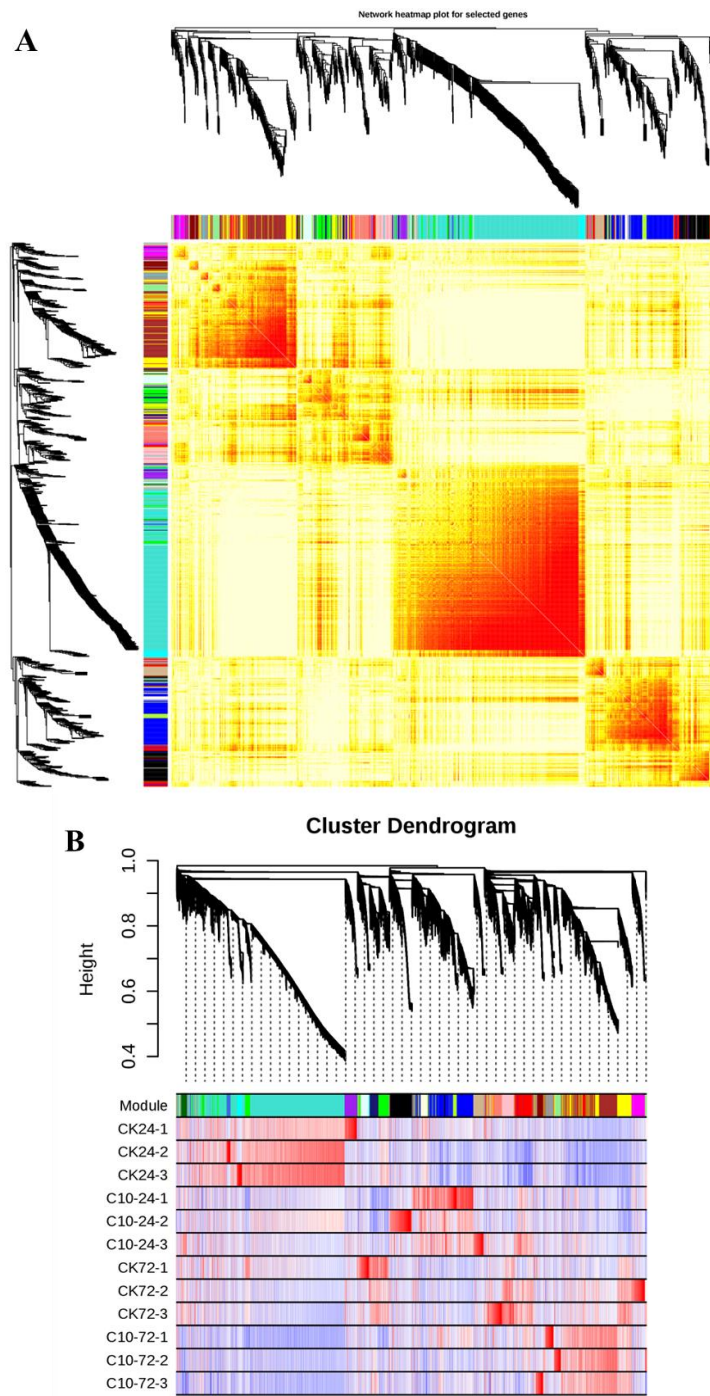 A
Network heatmap plot for selected genes
B
Cluster Dendrogram
Height
1.0
0.8
0.6
0.4
Module
CK24-1
CK24-2
CK24-3
C10-24-1
C10-24-2
C10-24-3
CK72-1
CK72-2
CK72-3
C10-72-1
C10-72-2
C10-72-3